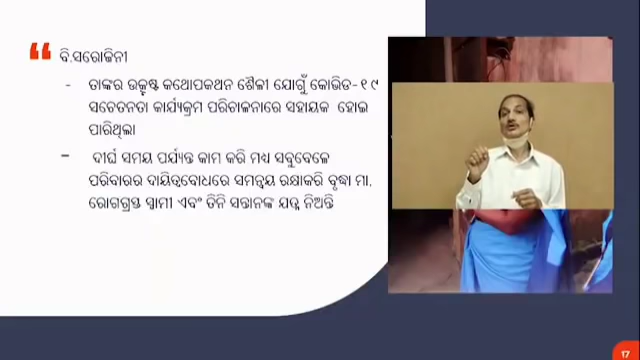 “
ବି.ସରୋଜିନୀ
- ତାଙ୍କର ଉତ୍କୃଷ୍ଟ କଥୋପକଥନ ଶୈଳୀ ଯୋଗୁଁ କୋଭିଡ-୧୯
ସଚେତନତା କାର୍ଯ୍ୟକ୍ରମ ପରିଚାଳନାରେ ସହାୟକ ହୋଇ
ପାରିଥିଲା
– ଦୀର୍ଘ ସମୟ ପର୍ଯ୍ୟନ୍ତ କାମ କରି ମଧ୍ୟ ସବୁବେଳେ
ପରିବାରର ଦାୟିତ୍ବବୋଧରେ ସମନ୍ୱୟ ରକ୍ଷାକରି ବୃଦ୍ଧା ମା,
ରୋଗଗ୍ରସ୍ତ ସ୍ୱାମୀ ଏବଂ ତିନି ସନ୍ତାନଙ୍କ ଯତ୍ନ ନିଅନ୍ତି
17